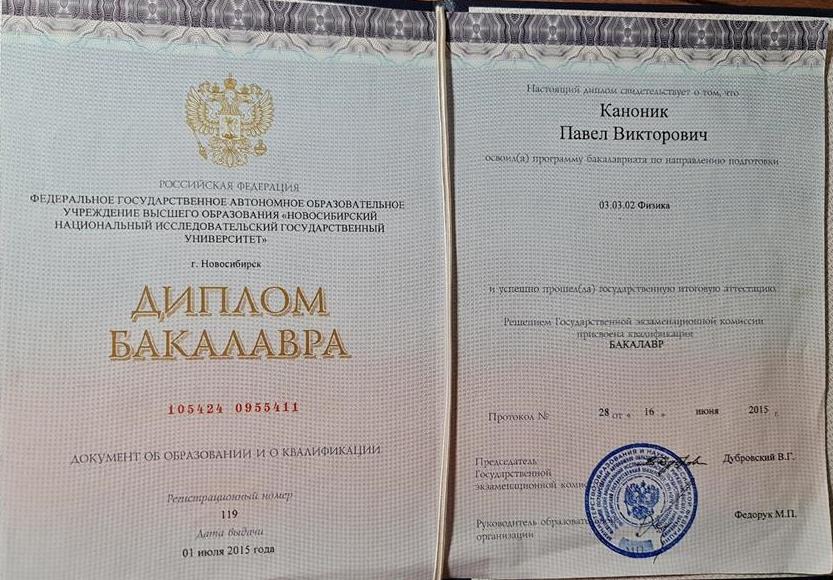 РОССИЙСКАЯ ФЕДЕРАЦИЯ
ФЕДЕРАЛЬНОЕ ГОСУДАРСТВЕННОЕ АВТОНОМНОЕ ОБРАЗОВАТЕЛЬНОЕ
УЧРЕЖДЕНИЕ ВЫСШЕГО ОБРАЗОВАНИЯ «НОВОСИБИРСКИЙ
НАЦИОНАЛЬНЫЙ ИССЛЕДОВАТЕЛЬСКИЙ ГОСУДАРСТВЕННЫЙ
УНИВЕРСИТЕТ»
г. Новосибирск
ДИПЛОМ
БАКАЛАВРА
105424 0955411
ДОКУМЕНТ ОБ ОБРАЗОВАНИИ И О КВАЛИФИКАЦИИ
Регистрационный номер
119
Дата выдачи
01 июля 2015 года
Настоящий диплом свидетельствует о том, что
Каноник
Павел Викторович
освоил(а) программу бакалавриата по направлению подготовки
03.03.02 Физика
и успешно прошел(ла) государственную итоговую аттестацию
Решением Государственной экзаменационной комиссии
присвоена квалификация
БАКАЛАВР
Протокол № 28 от « 16 » июня 2015 г.
Председатель
Государственной
экзаменационной
Дубровский В.Г.
Руководитель
организации
Федорук М.П.